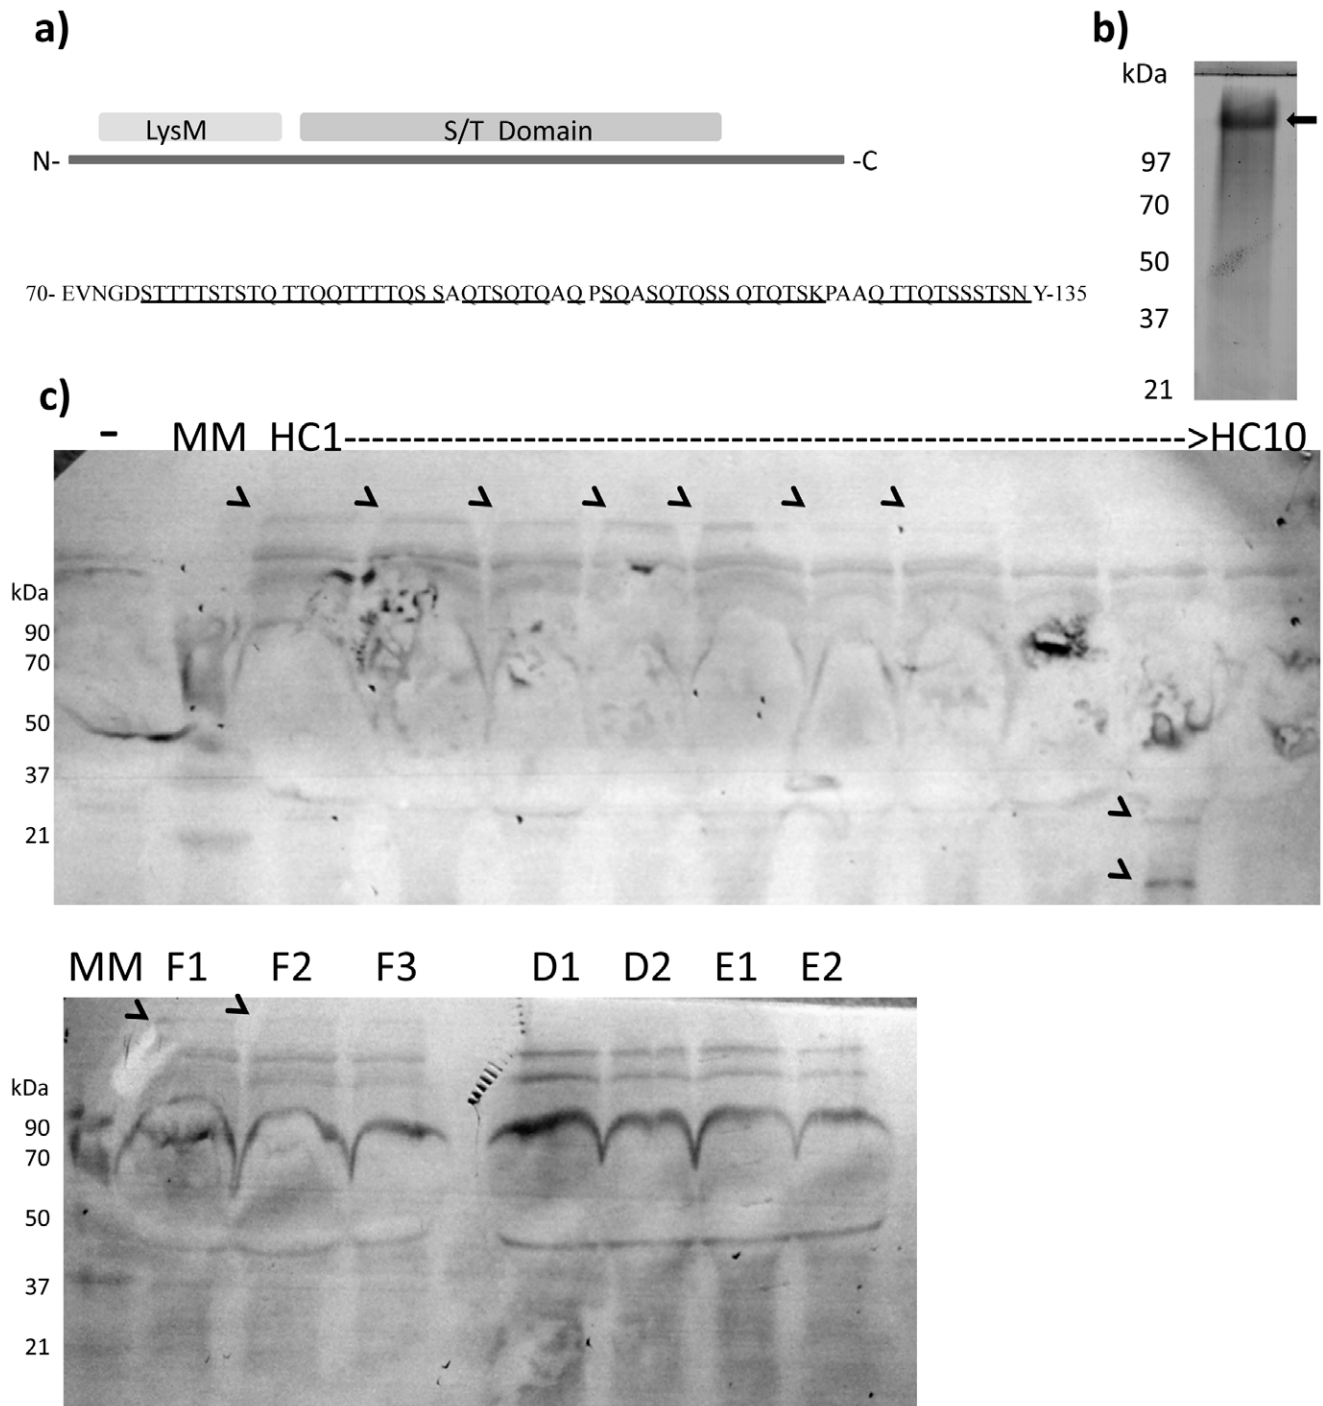 a)
LysM
S/T Domain
N-
-C
70- EVNGDSTTTTSTSTQ TTQQTTTTQS SAQTSQTQAQ PSQASQTQSS QTQTSKPAAQ TTQTSSSTSN Y-135
b)
kDa
97
70
50
37
21
c)
- MM HC1------------------------------------------------->HC10
kDa
90
70
50
37
21
MM F1 F2 F3 D1 D2 E1 E2
kDa
90
70
50
37
21